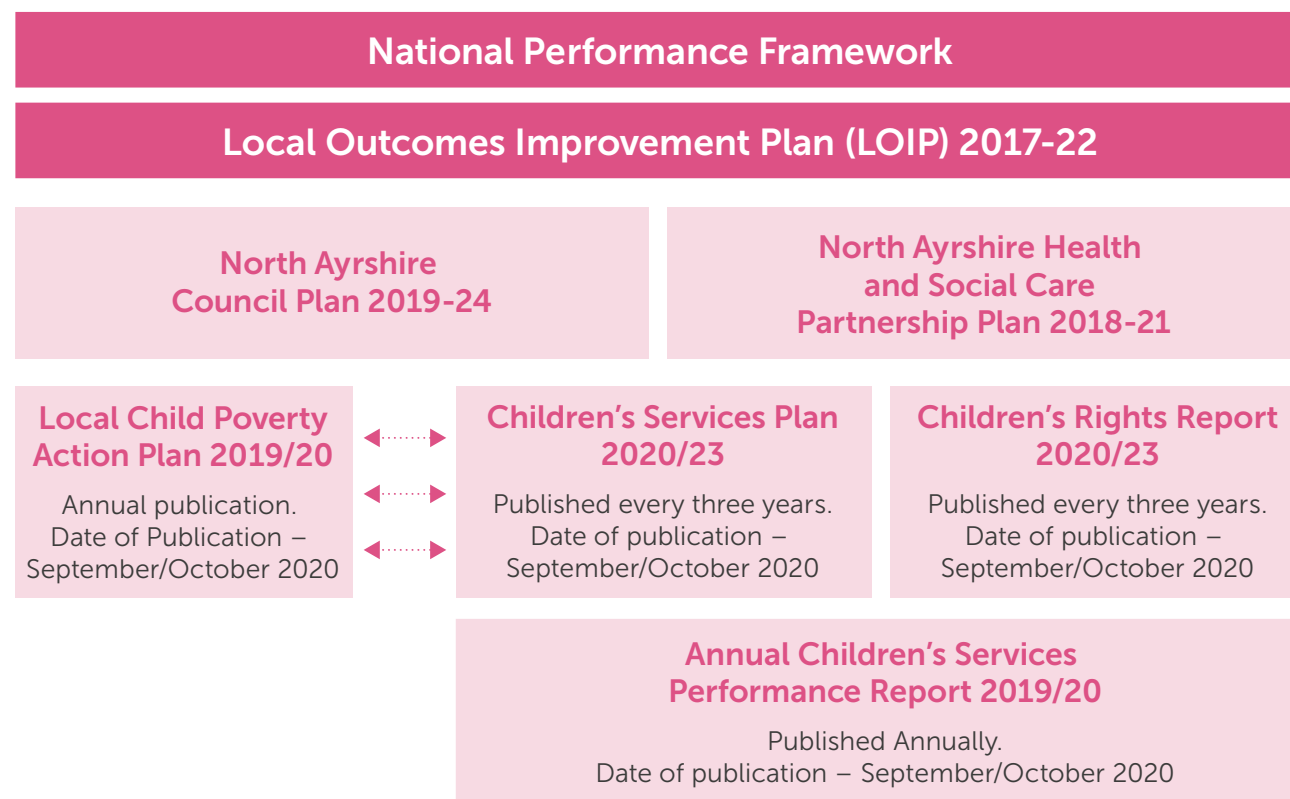 National Performance Framework
Local Outcomes Improvement Plan (LOIP) 2017-22
North Ayrshire
Council Plan 2019-24
North Ayrshire Health
and Social Care
Partnership Plan 2018-21
Local Child Poverty
Action Plan 2019/20
Annual publication.
Date of Publication –
September/October 2020
Children’s Services Plan
2020/23
Published every three years.
Date of publication –
September/October 2020
Children’s Rights Report
2020/23
Published every three years.
Date of publication –
September/October 2020
Annual Children’s Services
Performance Report 2019/20
Published Annually.
Date of publication – September/October 2020